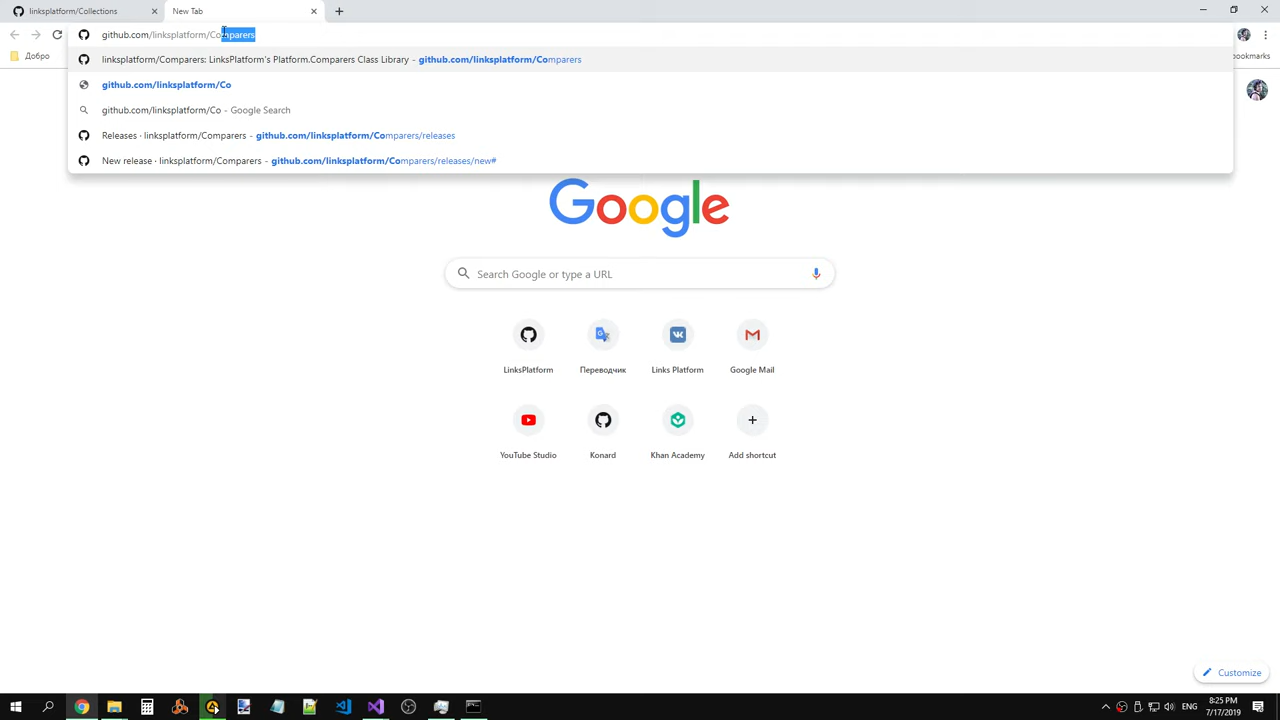 linksplatform/Collections
New Tab
github.com/linksplatform/Comparers
Добро
bookmarks
linksplatform/Comparers: LinksPlatform's Platform.Comparers Class Library - github.com/linksplatform/Comparers
github.com/linksplatform/Co
github.com/linksplatform/Co - Google Search
Releases · linksplatform/Comparers - github.com/linksplatform/Comparers/releases
New release · linksplatform/Comparers - github.com/linksplatform/Comparers/releases/new#
Google
Search Google or type a URL
LinksPlatform
Переводчик
Links Platform
Google Mail
YouTube Studio
Konard
Khan Academy
Add shortcut
Customize
ENG
8:25 PM
7/17/2019